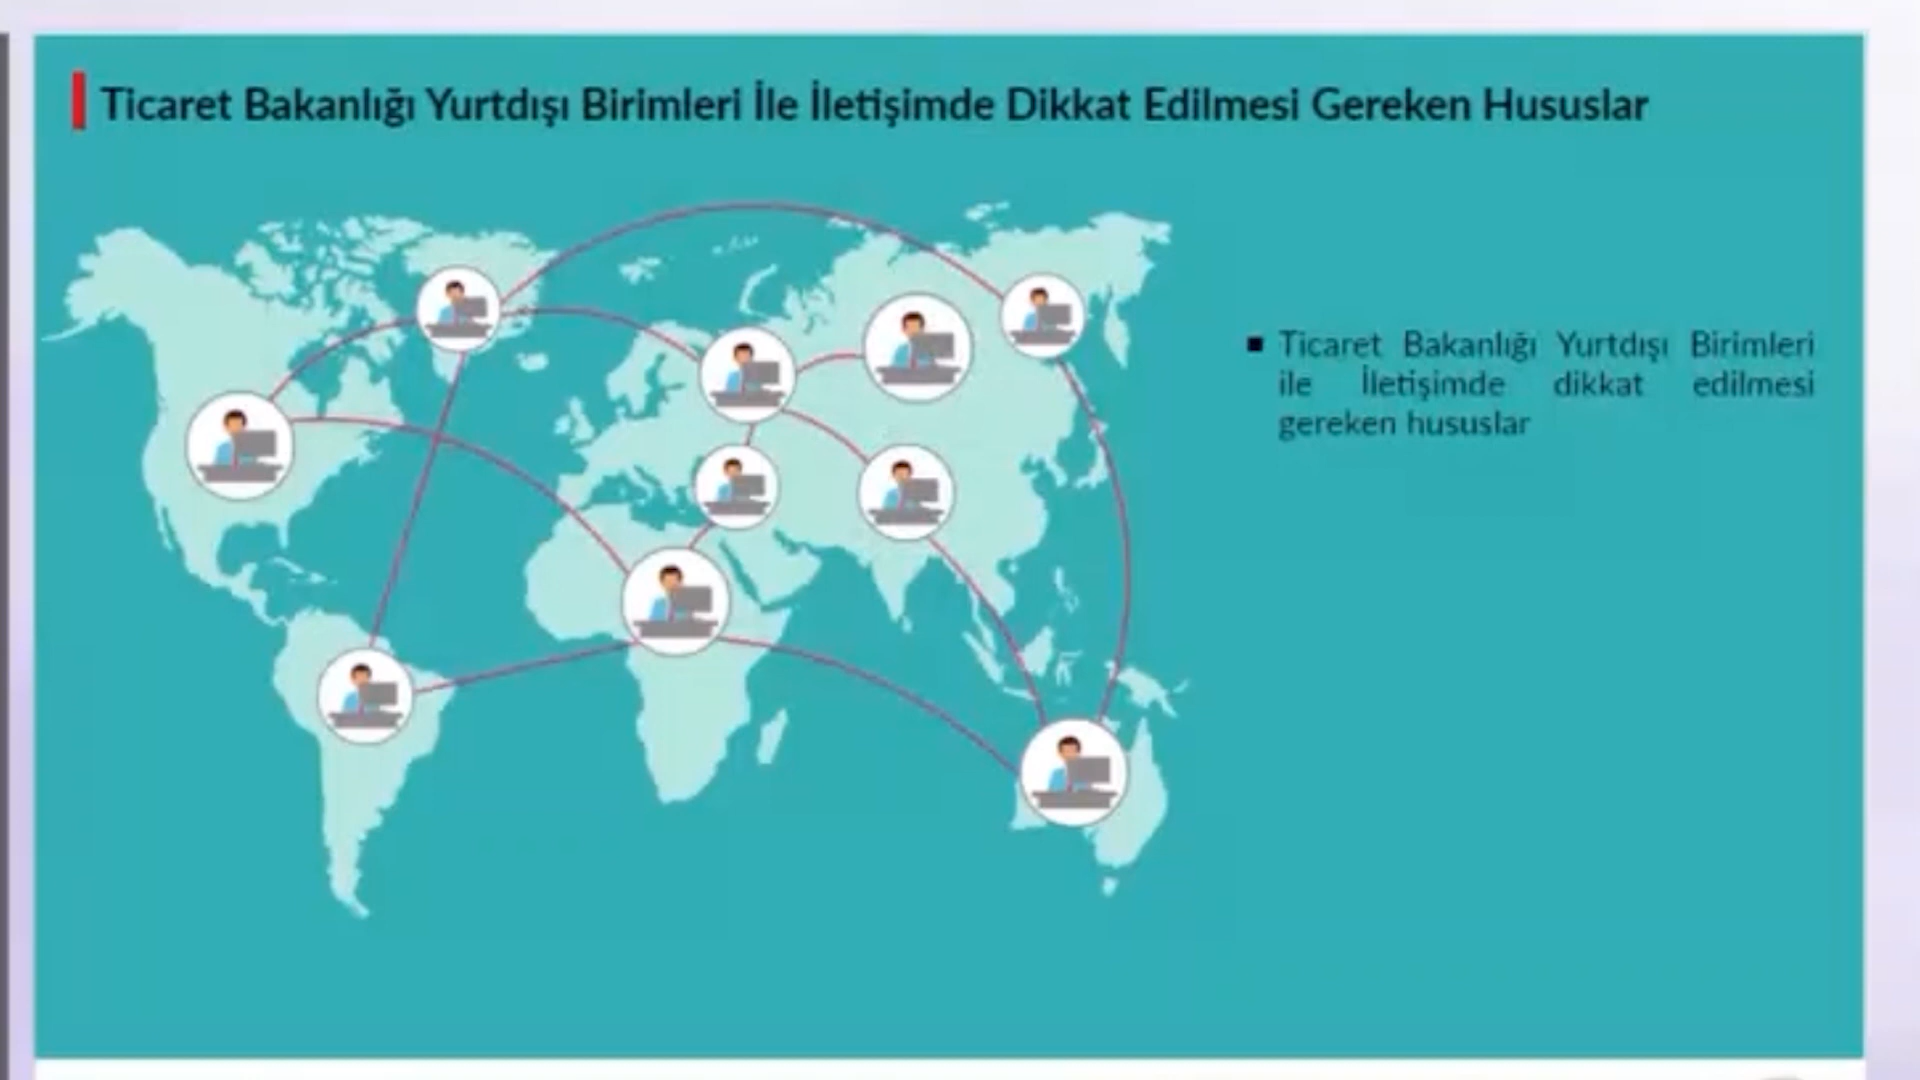 Ticaret Bakanlığı Yurtdışı Birimleri İle İletişimde Dikkat Edilmesi Gereken Hususlar
▪ Ticaret Bakanlığı Yurtdışı Birimleri
ile İletişimde dikkat edilmesi
gereken hususlar